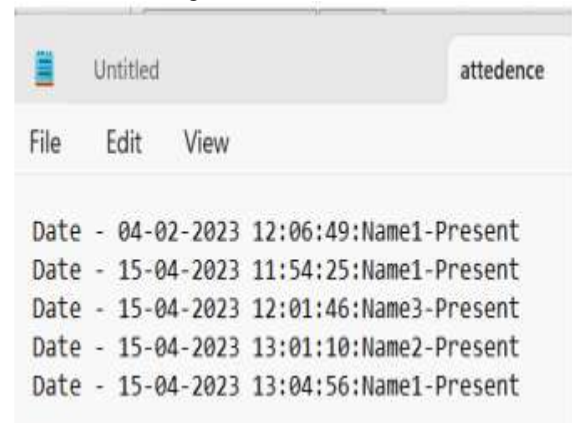 Untitled attedence
File Edit View
Date - 04-02-2023 12:06:49:Name1-Present
Date - 15-04-2023 11:54:25:Name1-Present
Date - 15-04-2023 12:01:46:Name3-Present
Date - 15-04-2023 13:01:10:Name2-Present
Date - 15-04-2023 13:04:56:Name1-Present